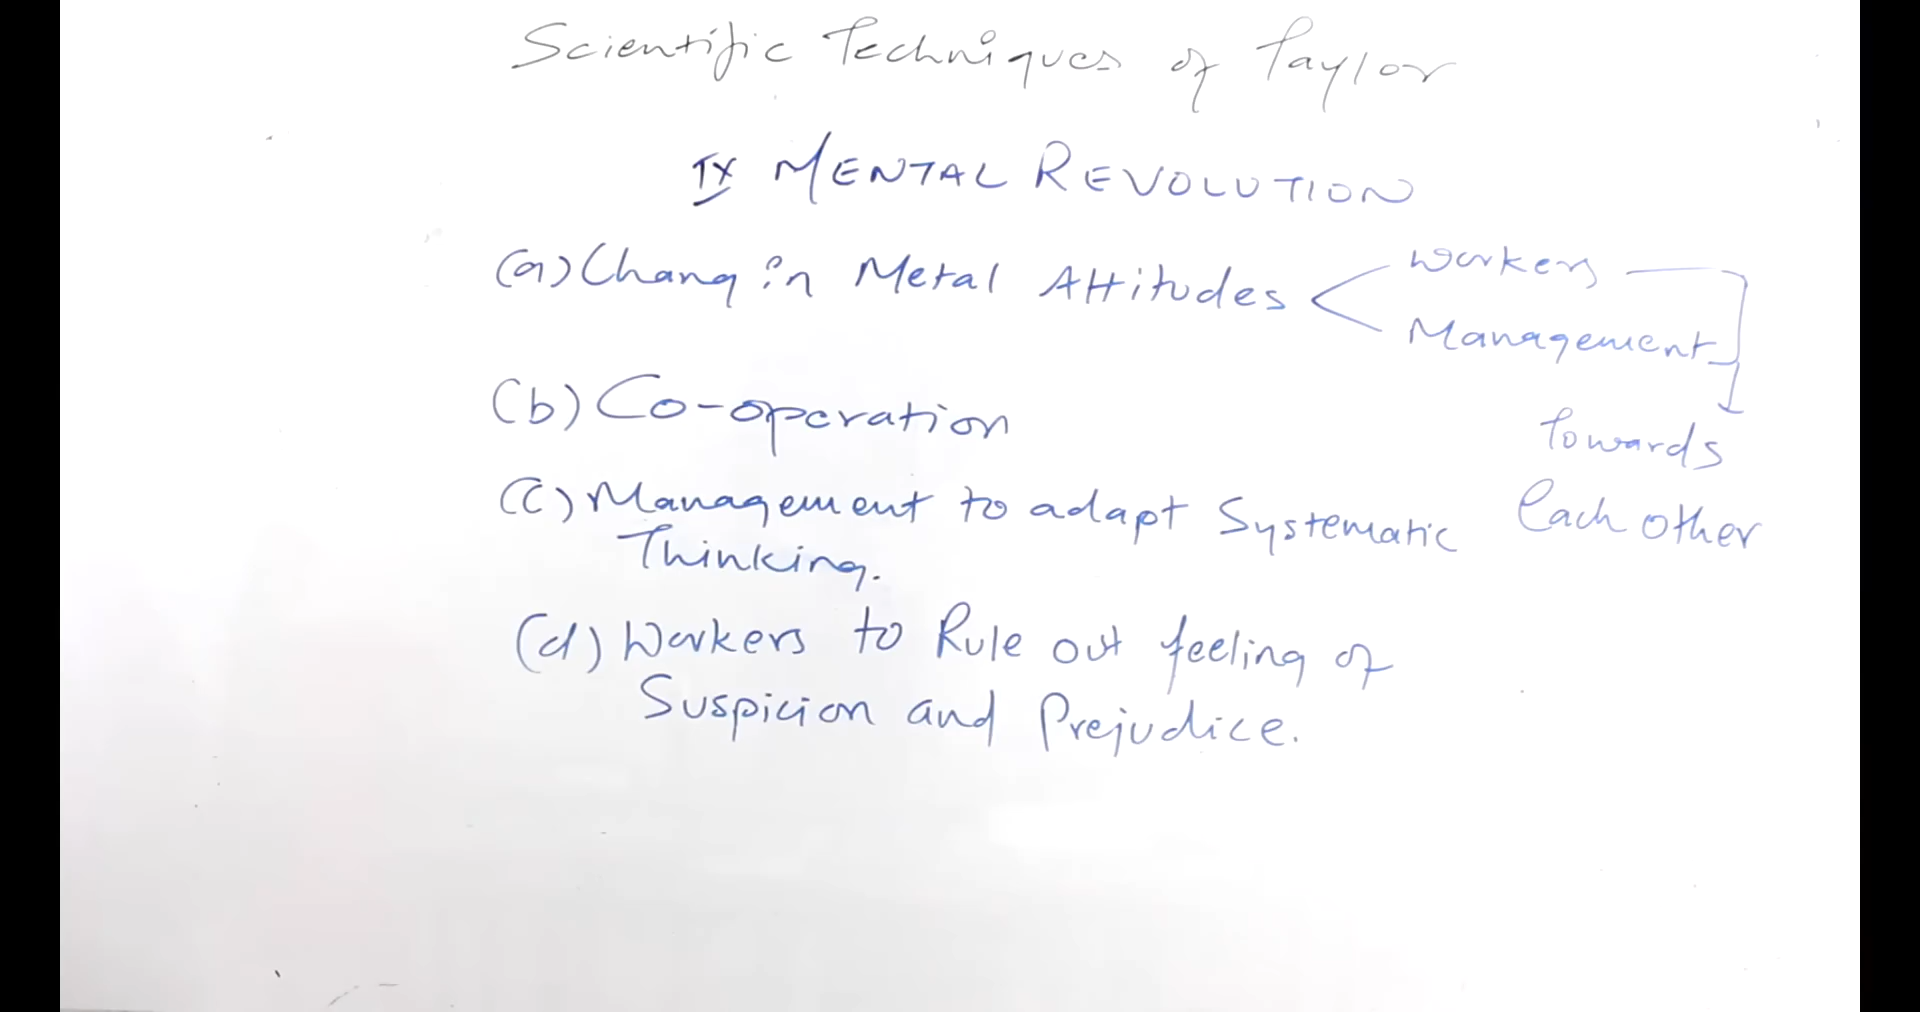 Scientific Techniques of Taylor
IX MENTAL REVOLUTION
(a) Chang in Metal Attitudes < Workers
Management
(b) Co-operation
Towards
(c) Management to adapt Systematic
Each other
Thinking.
(d) Workers to Rule out feeling of
Suspicion and Prejudice.